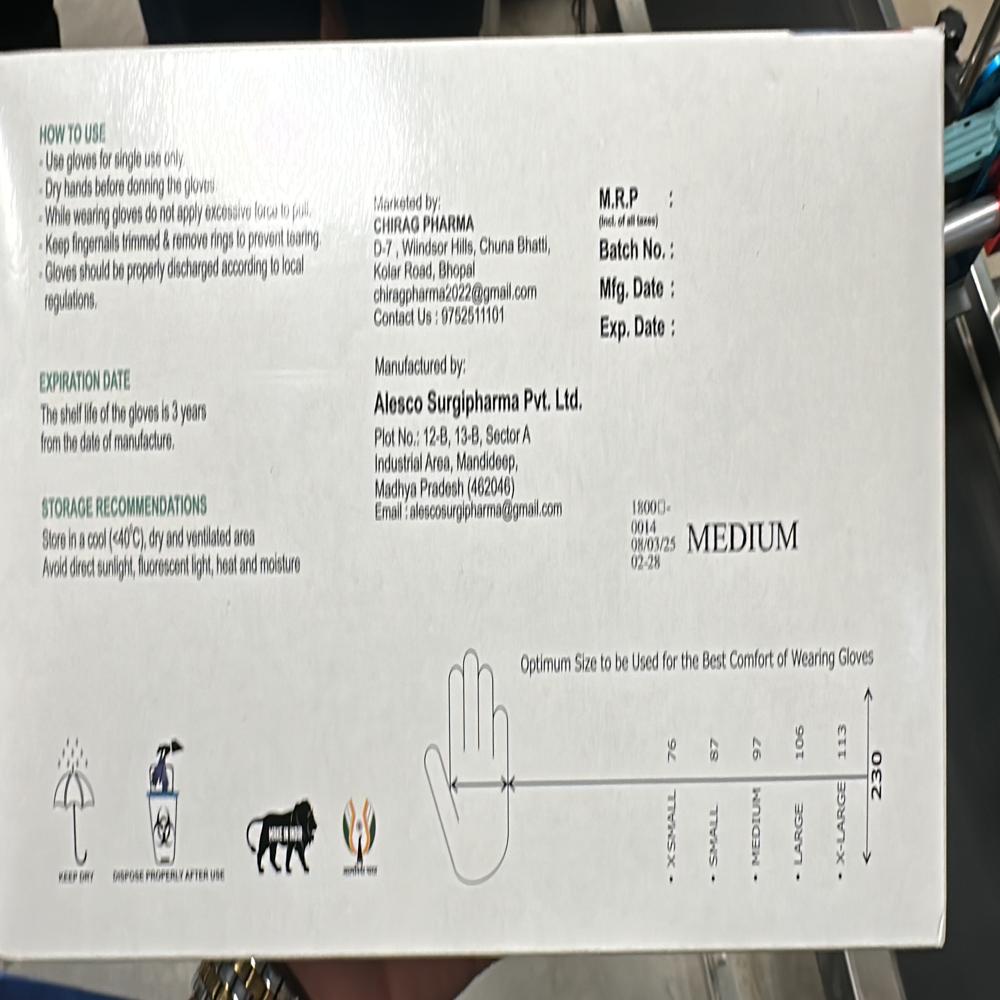 HOW TO USE
- Use gloves for single use only.
- Dry hands before donning the gloves.
- While wearing gloves do not apply excessive force to pull.
- Keep fingernails trimmed & remove rings to prevent tearing.
- Gloves should be properly discharged according to local
regulations.
EXPIRATION DATE
The shelf life of the gloves is 3 years
from the date of manufacture.
STORAGE RECOMMENDATIONS
Store in a cool (<40°C), dry and ventilated area
Avoid direct sunlight, fluorescent light, heat and moisture
Marketed by:
CHIRAG PHARMA
D-7 , Wiindsor Hills, Chuna Bhatti,
Kolar Road, Bhopal
chiragpharma2022@gmail.com
Contact Us : 9752511101
Manufactured by:
Alesco Surgipharma Pvt. Ltd.
Plot No.: 12-B, 13-B, Sector A
Industrial Area, Mandideep,
Madhya Pradesh (462046)
Email : alescosurgipharma@gmail.com
M.R.P :
(Incl. of all taxes)
Batch No. :
Mfg. Date :
Exp. Date :
1800□-
0014
08/03/25
02-28
MEDIUM
Optimum Size to be Used for the Best Comfort of Wearing Gloves
• XSMALL 76
• SMALL 87
• MEDIUM 97
• LARGE 106
• X-LARGE 113
230
KEEP DRY
DISPOSE PROPERLY AFTER USE
MAKE IN INDIA